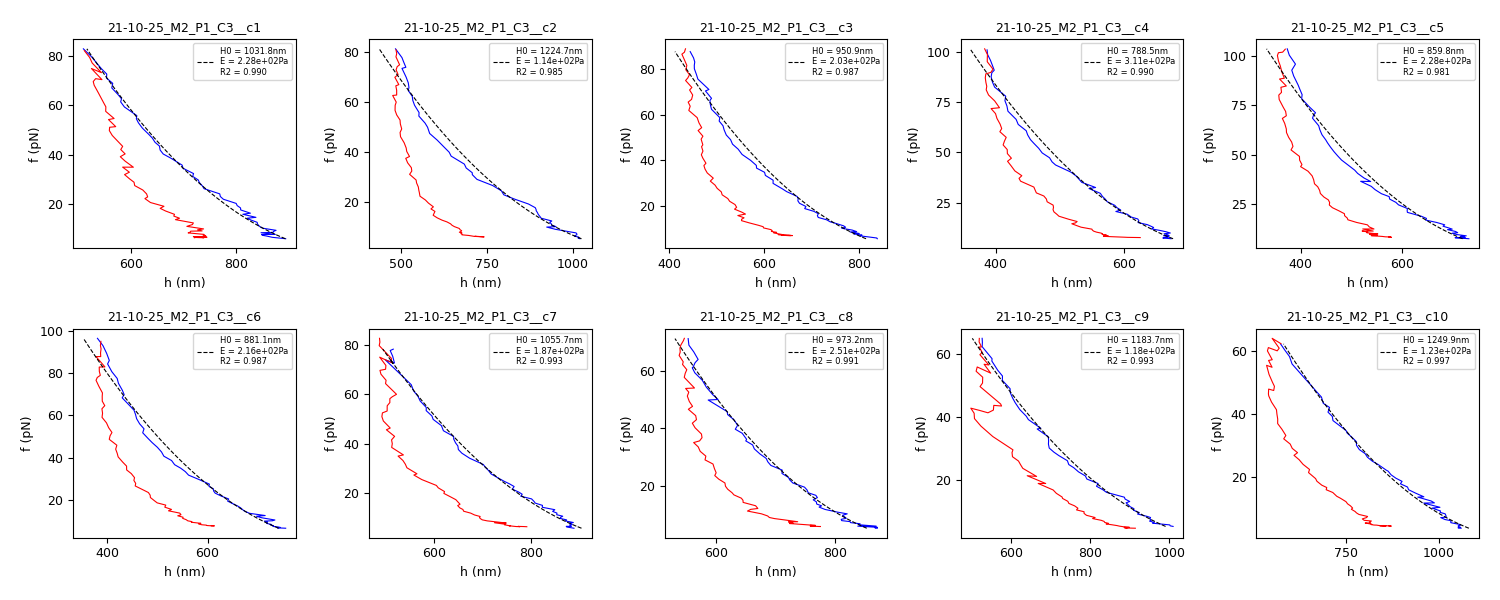 21-10-25_M2_P1_C3__c1
H0 = 1031.8nm
E = 2.28e+02Pa
R2 = 0.990
f (pN)
80
60
40
20
600
800
h (nm)
21-10-25_M2_P1_C3__c2
H0 = 1224.7nm
E = 1.14e+02Pa
R2 = 0.985
f (pN)
80
60
40
20
500
750
1000
h (nm)
21-10-25_M2_P1_C3__c3
H0 = 950.9nm
E = 2.03e+02Pa
R2 = 0.987
f (pN)
80
60
40
20
400
600
800
h (nm)
21-10-25_M2_P1_C3__c4
H0 = 788.5nm
E = 3.11e+02Pa
R2 = 0.990
f (pN)
100
75
50
25
400
600
h (nm)
21-10-25_M2_P1_C3__c5
H0 = 859.8nm
E = 2.28e+02Pa
R2 = 0.981
f (pN)
100
75
50
25
400
600
h (nm)
21-10-25_M2_P1_C3__c6
H0 = 881.1nm
E = 2.16e+02Pa
R2 = 0.987
f (pN)
100
80
60
40
20
400
600
h (nm)
21-10-25_M2_P1_C3__c7
H0 = 1055.7nm
E = 1.87e+02Pa
R2 = 0.993
f (pN)
80
60
40
20
600
800
h (nm)
21-10-25_M2_P1_C3__c8
H0 = 973.2nm
E = 2.51e+02Pa
R2 = 0.991
f (pN)
60
40
20
600
800
h (nm)
21-10-25_M2_P1_C3__c9
H0 = 1183.7nm
E = 1.18e+02Pa
R2 = 0.993
f (pN)
60
40
20
600
800
1000
h (nm)
21-10-25_M2_P1_C3__c10
H0 = 1249.9nm
E = 1.23e+02Pa
R2 = 0.997
f (pN)
60
40
20
750
1000
h (nm)